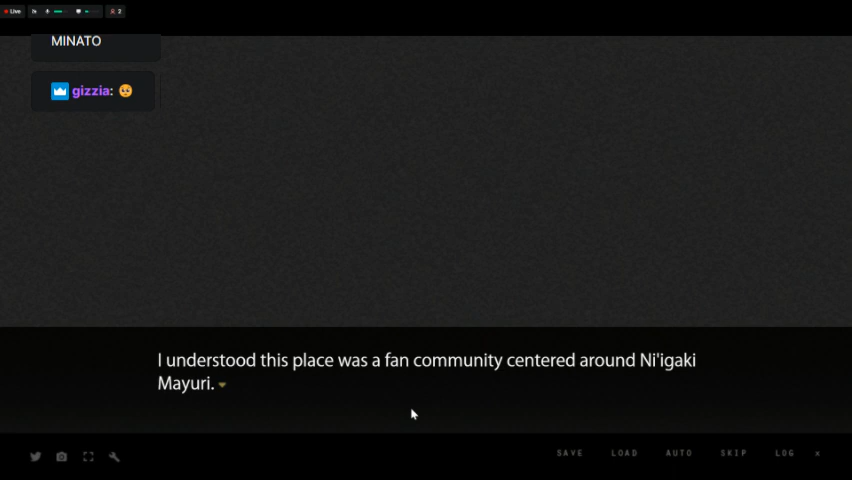 Live 1x 2
MINATO
gizzia: 🥺
I understood this place was a fan community centered around Ni'igaki
Mayuri.
SAVE LOAD AUTO SKIP LOG ×